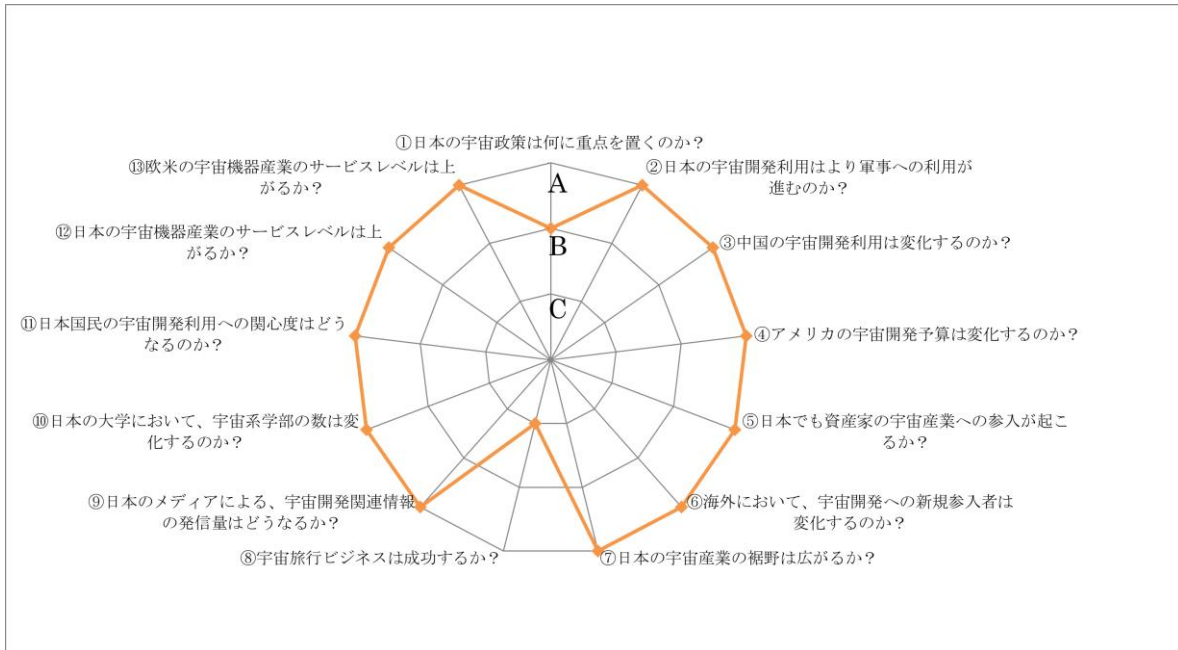 ①日本の宇宙政策は何に重点を置くのか?
A
B
C
②日本の宇宙開発利用はより軍事への利用が
進むのか?
③中国の宇宙開発利用は変化するのか?
④アメリカの宇宙開発予算は変化するのか?
⑤日本でも資産家の宇宙産業への参入が起こ
るか?
⑥海外において、宇宙開発への新規参入者は
変化するのか?
⑦日本の宇宙産業の裾野は広がるか?
⑧宇宙旅行ビジネスは成功するか?
⑨日本のメディアによる、宇宙開発関連情報
の発信量はどうなるか?
⑩日本の大学において、宇宙系学部の数は変
化するのか?
⑪日本国民の宇宙開発利用への関心度はどう
なるのか?
⑫日本の宇宙機器産業のサービスレベルは上
がるか?
⑬欧米の宇宙機器産業のサービスレベルは上
がるか?